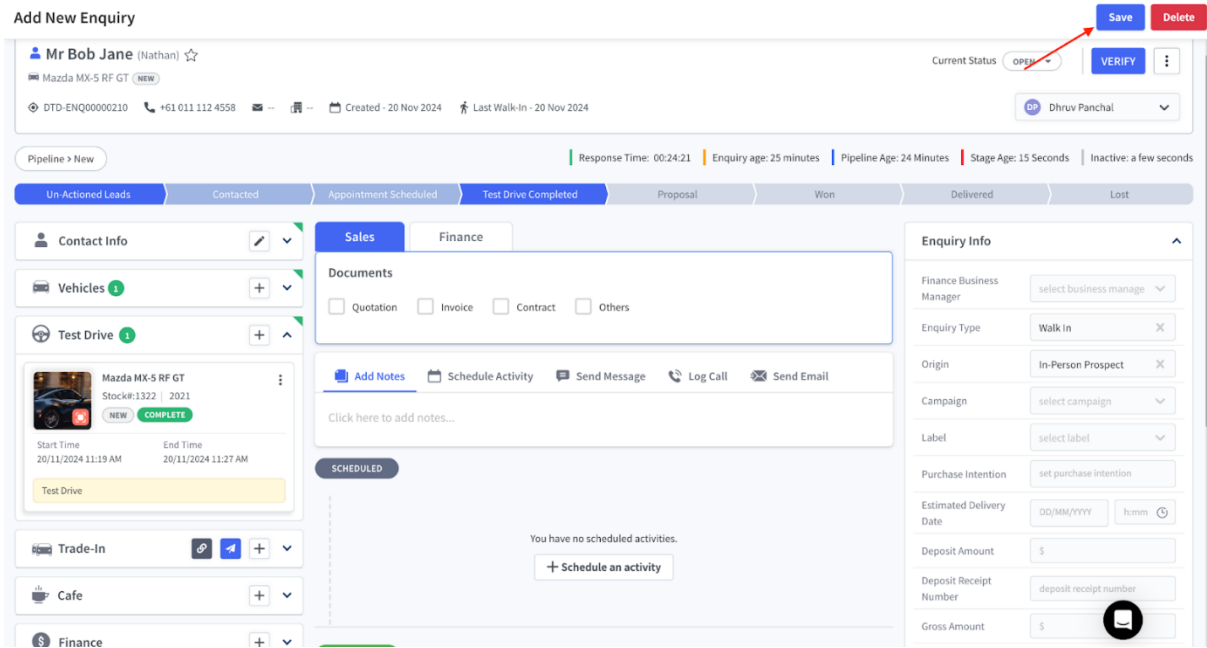 Add New Enquiry
Save
Delete
Mr Bob Jane (Nathan)
Current Status
OPEN
VERIFY
Mazda MX-5 RF GT NEW
DTD-ENQ00000210 +61 011 112 4558 -- -- Created - 20 Nov 2024 Last Walk-In - 20 Nov 2024
DP Dhruv Panchal
Pipeline > New
Response Time: 00:24:21 Enquiry age: 25 minutes Pipeline Age: 24 Minutes Stage Age: 15 Seconds Inactive: a few seconds
Un-Actioned Leads Contacted Appointment Scheduled Test Drive Completed Proposal Won Delivered Lost
Contact Info
Vehicles 1
Test Drive 1
Mazda MX-5 RF GT
Stock#:1322 | 2021
NEW COMPLETE
Start Time End Time
20/11/2024 11:19 AM 20/11/2024 11:27 AM
Test Drive
Trade-In
Cafe
Finance
Sales Finance
Documents
Quotation Invoice Contract Others
Add Notes Schedule Activity Send Message Log Call Send Email
Click here to add notes...
SCHEDULED
You have no scheduled activities.
+ Schedule an activity
Enquiry Info
Finance Business
Manager
select business manage
Enquiry Type Walk In
Origin In-Person Prospect
Campaign select campaign
Label select label
Purchase Intention set purchase intention
Estimated Delivery
Date
DD/MM/YYYY h:mm
Deposit Amount $
Deposit Receipt
Number
deposit receipt number
Gross Amount $